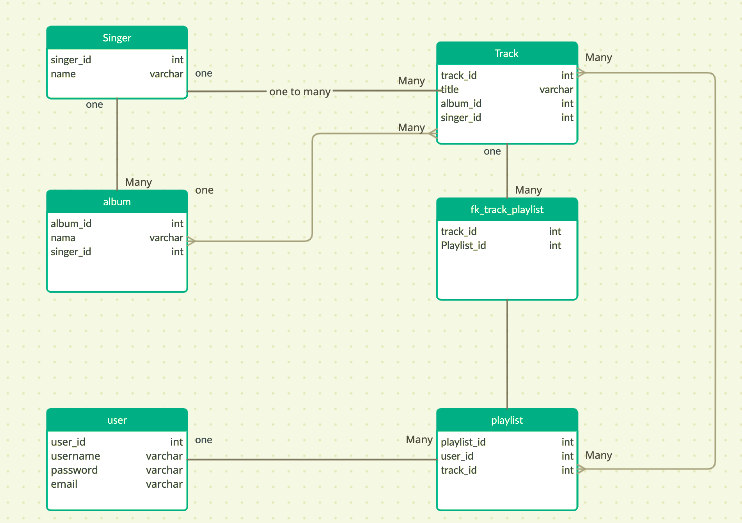 Singer
singer_id int
name varchar
one
one
one to many
Many
Track
track_id int
title varchar
album_id int
singer_id int
Many
Many
one
Many
one
album
album_id int
nama varchar
singer_id int
Many
fk_track_playlist
track_id int
Playlist_id int
user
user_id int
username varchar
password varchar
email varchar
one
Many
playlist
playlist_id int
user_id int
track_id int
Many